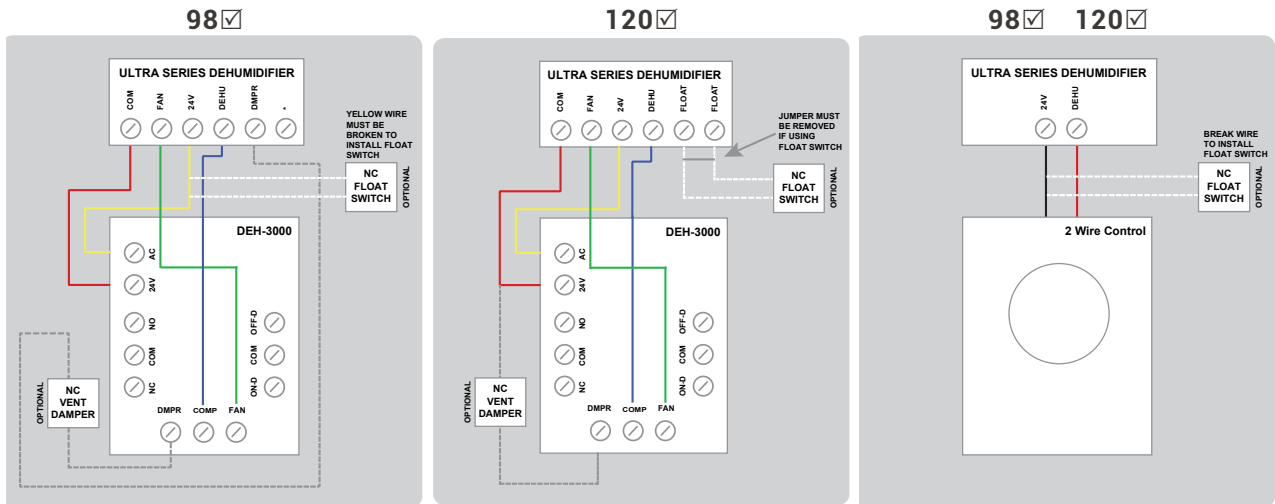 98☑
ULTRA SERIES DEHUMIDIFIER
COM
FAN
24V
DEHU
DMPR
*
YELLOW WIRE
MUST BE
BROKEN TO
INSTALL FLOAT
SWITCH
NC
FLOAT
SWITCH
OPTIONAL
DEH-3000
AC
24V
NO
COM
NC
OFF-D
COM
ON-D
DMPR COMP FAN
OPTIONAL
NC
VENT
DAMPER
120☑
ULTRA SERIES DEHUMIDIFIER
COM
FAN
24V
DEHU
FLOAT
FLOAT
JUMPER MUST
BE REMOVED
IF USING
FLOAT SWITCH
NC
FLOAT
SWITCH
OPTIONAL
DEH-3000
AC
24V
NO
COM
NC
OFF-D
COM
ON-D
DMPR COMP FAN
OPTIONAL
NC
VENT
DAMPER
98☑ 120☑
ULTRA SERIES DEHUMIDIFIER
24V
DEHU
BREAK WIRE
TO INSTALL
FLOAT SWITCH
NC
FLOAT
SWITCH
OPTIONAL
2 Wire Control